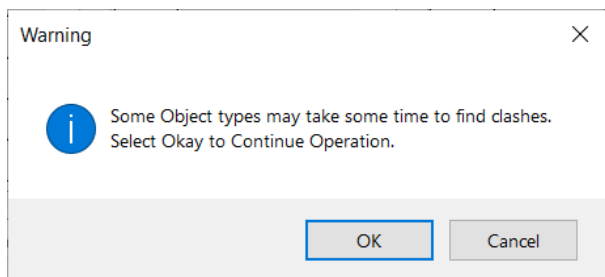 Warning
Some Object types may take some time to find clashes.
Select Okay to Continue Operation.
OK
Cancel